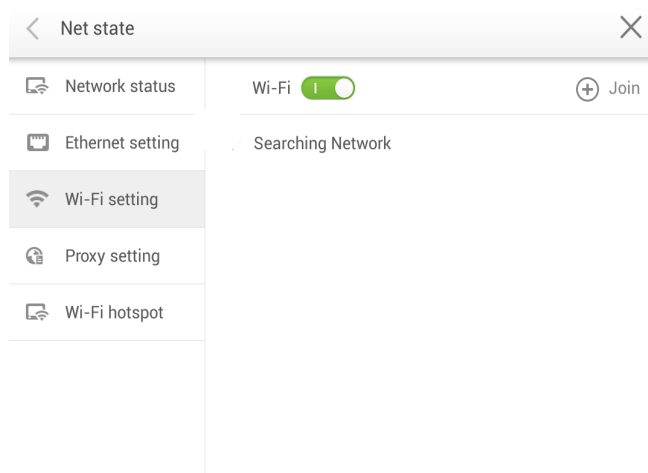 Net state
Network status
Ethernet setting
Wi-Fi setting
Proxy setting
Wi-Fi hotspot
Wi-Fi
Join
Searching Network